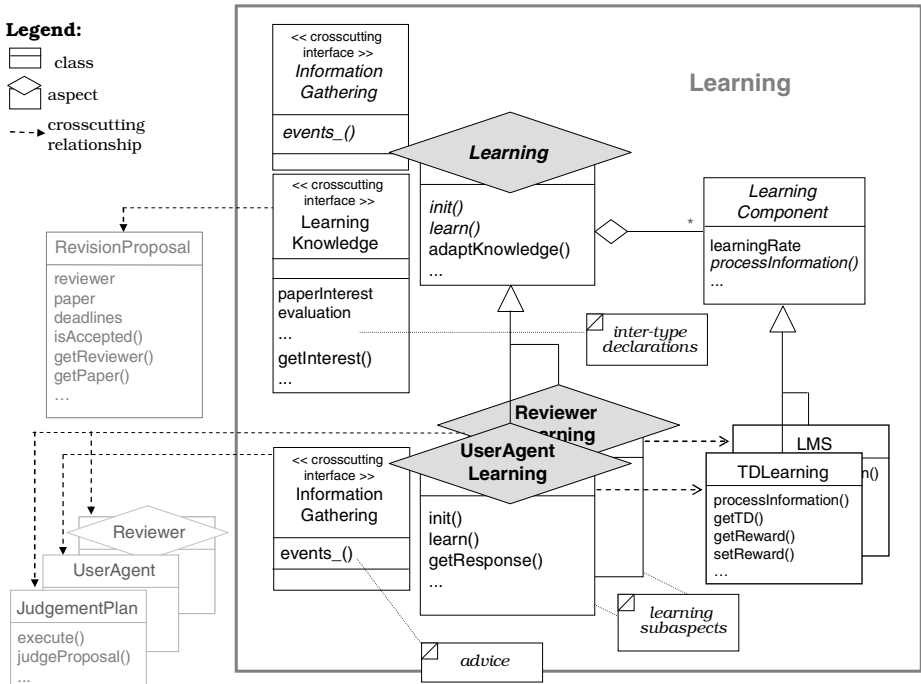 Legend:
class
aspect
crosscutting
relationship
Learning
<< crosscutting
interface >>
Information
Gathering
events_()
Learning
init()
learn()
adaptKnowledge()
...
*
Learning
Component
learningRate
processInformation()
...
<< crosscutting
interface >>
Learning
Knowledge
paperInterest
evaluation
...
getInterest()
...
RevisionProposal
reviewer
paper
deadlines
isAccepted()
getReviewer()
getPaper()
...
inter-type
declarations
Reviewer
UserAgent
Learning
init()
learn()
getResponse()
...
<< crosscutting
interface >>
Information
Gathering
events_()
LMS
TDLearning
processInformation()
getTD()
getReward()
setReward()
...
Reviewer
UserAgent
JudgementPlan
execute()
judgeProposal()
...
learning
subaspects
advice